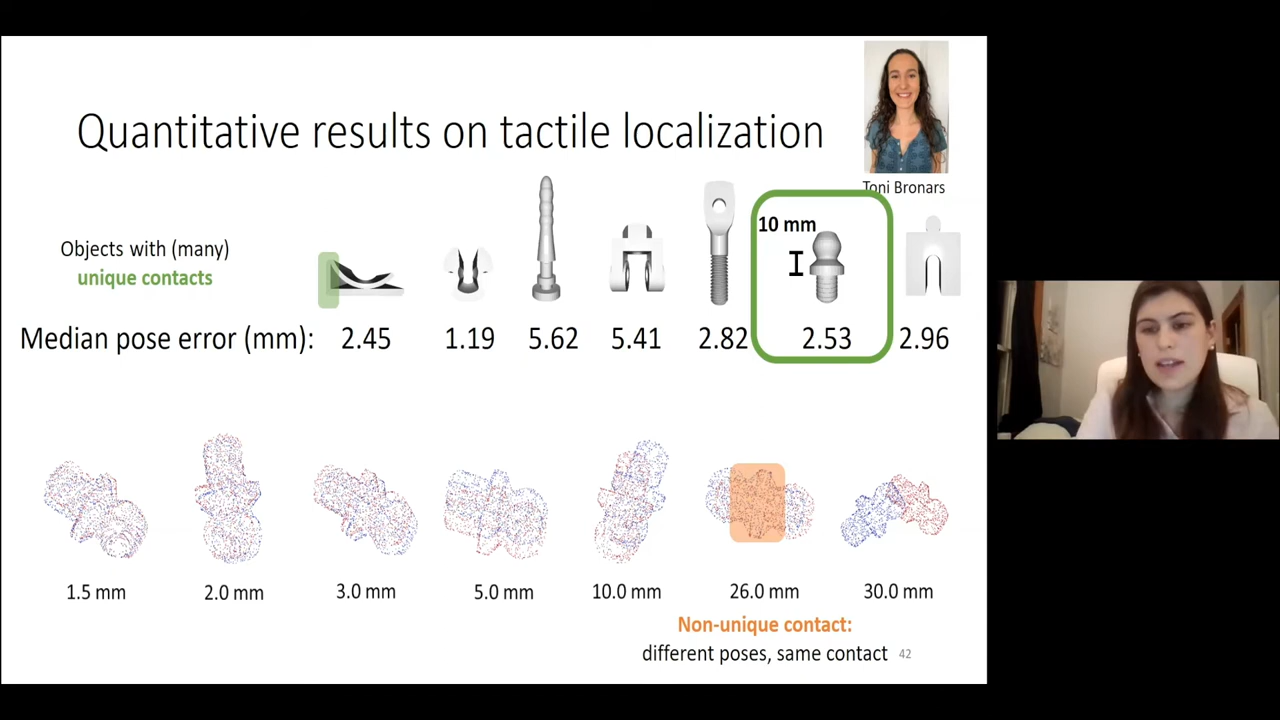 Quantitative results on tactile localization
Toni Bronars
Objects with (many)
unique contacts
10 mm
Median pose error (mm): 2.45 1.19 5.62 5.41 2.82 2.53 2.96
1.5 mm 2.0 mm 3.0 mm 5.0 mm 10.0 mm 26.0 mm 30.0 mm
Non-unique contact:
different poses, same contact 42